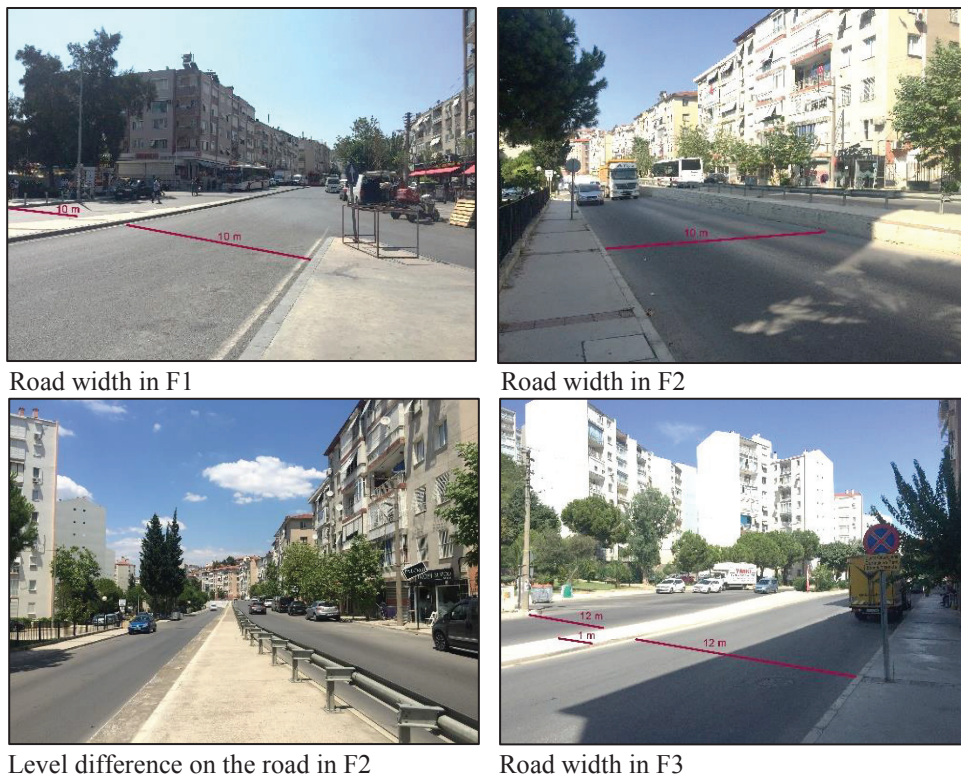 10 m
10 m
10 m
Road width in F1
Road width in F2
12 m
1 m
12 m
Level difference on the road in F2
Road width in F3